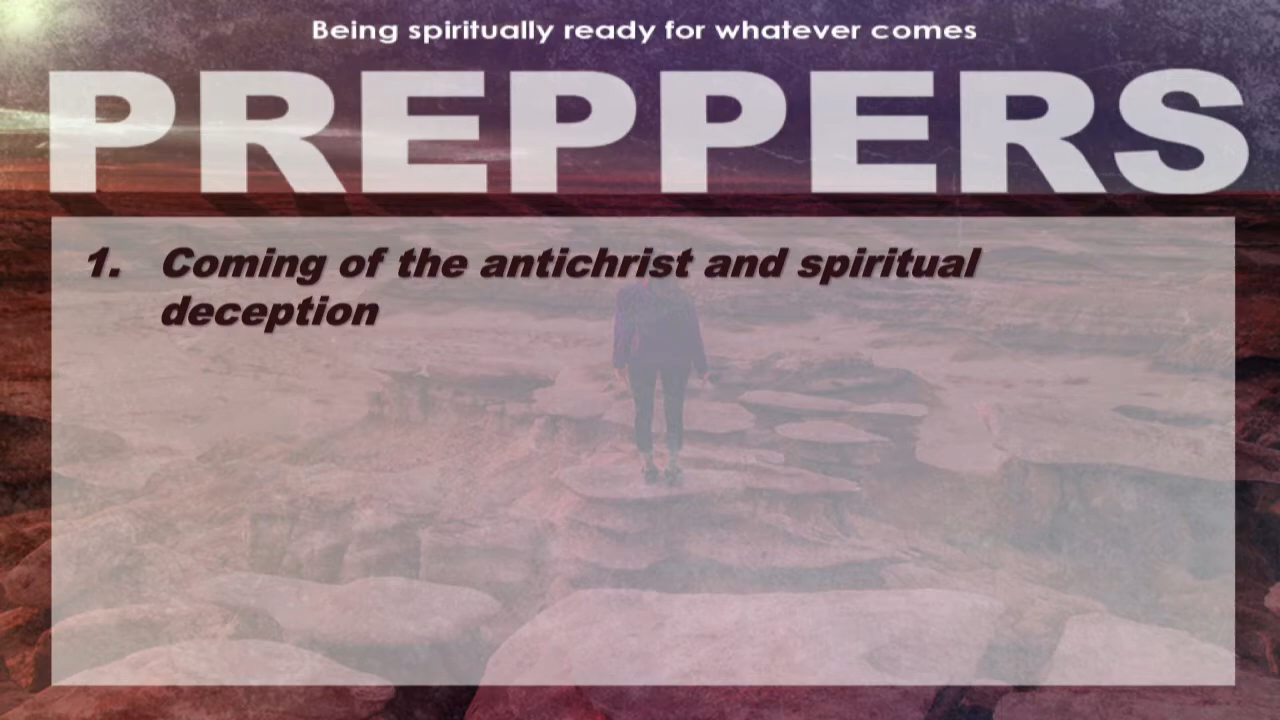 Being spiritually ready for whatever comes
PREPPERS
1. Coming of the antichrist and spiritual
deception